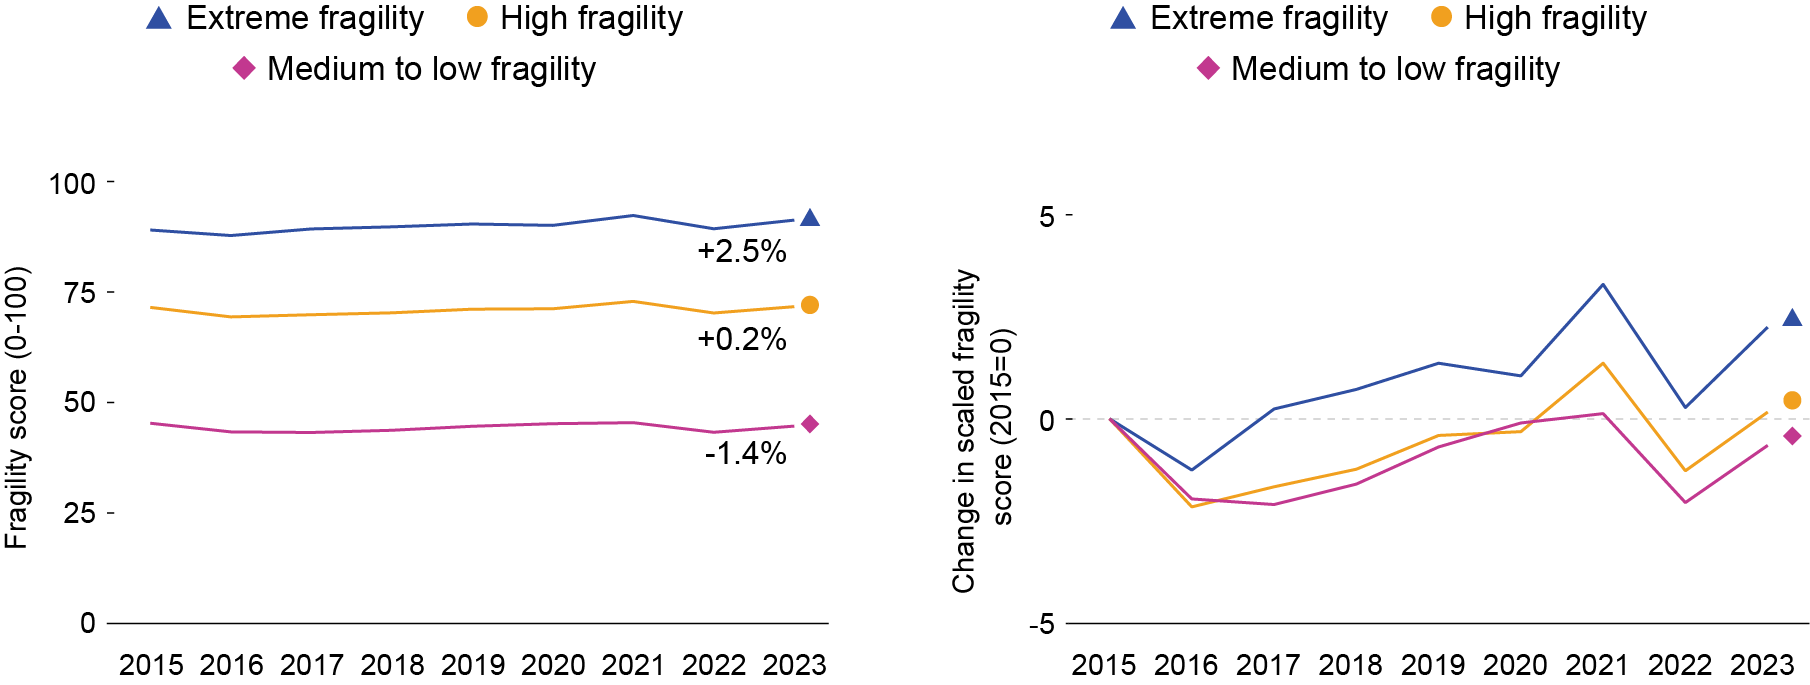 Extreme fragility High fragility
Medium to low fragility
Fragility score (0-100)
100
75
50
25
0
+2.5%
+0.2%
-1.4%
2015 2016 2017 2018 2019 2020 2021 2022 2023
Extreme fragility High fragility
Medium to low fragility
Change in scaled fragility
score (2015=0)
5
0
-5
2015 2016 2017 2018 2019 2020 2021 2022 2023